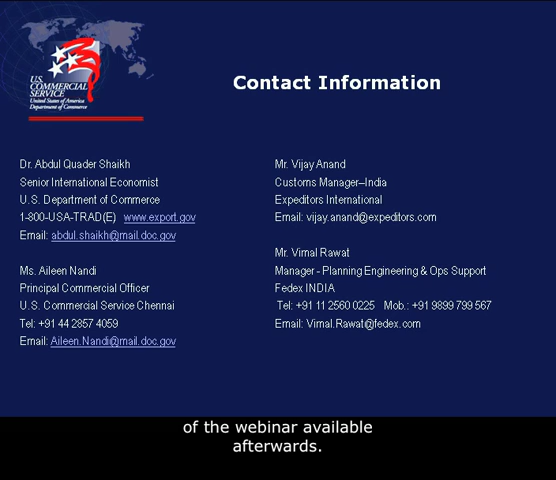 U.S.
COMMERCIAL
SERVICE
United States of America
Department of Commerce
Contact Information
Dr. Abdul Quader Shaikh
Senior International Economist
U.S. Department of Commerce
1-800-USA-TRAD(E) www.export.gov
Email: abdul.shaikh@mail.doc.gov
Ms. Aileen Nandi
Principal Commercial Officer
U.S. Commercial Service Chennai
Tel: +91 44 2857 4059
Email: Aileen.Nandi@mail.doc.gov
Mr. Vijay Anand
Customs Manager–India
Expeditors International
Email: vijay.anand@expeditors.com
Mr. Vimal Rawat
Manager - Planning Engineering & Ops Support
Fedex INDIA
Tel: +91 11 2560 0225 Mob.: +91 9899 799 567
Email: Vimal.Rawat@fedex.com
of the webinar available
afterwards.